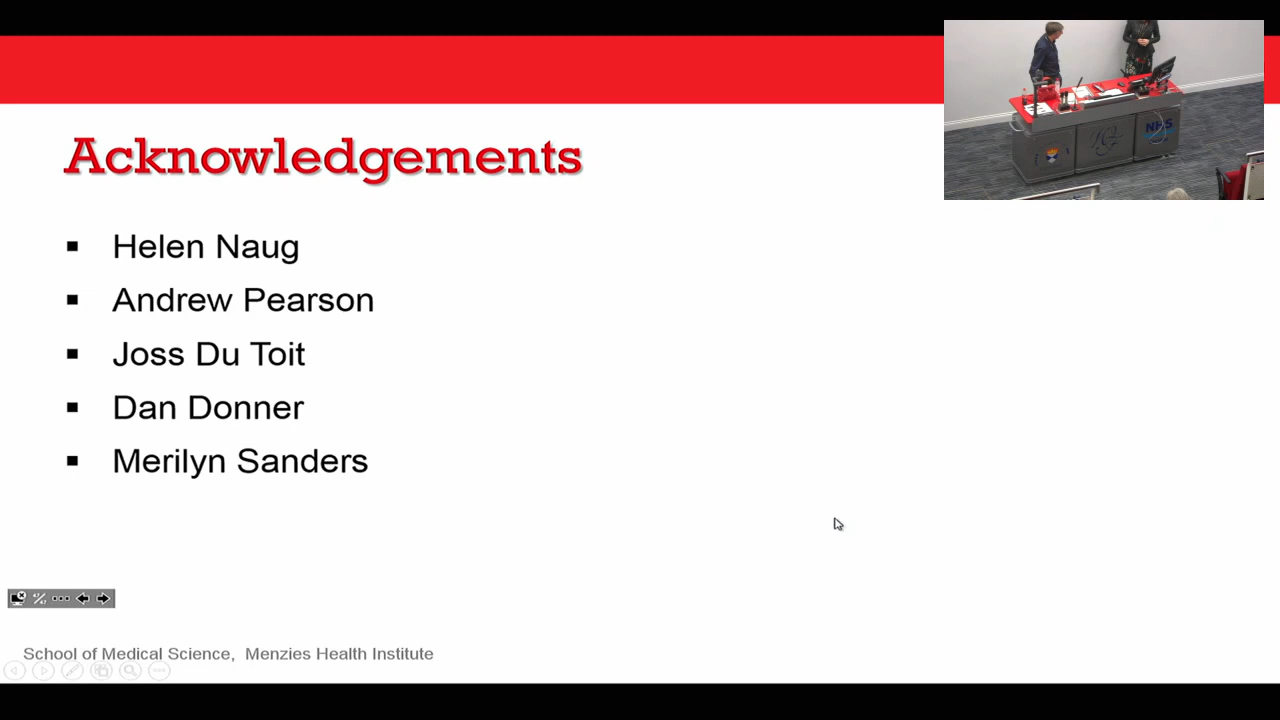 Acknowledgements
Helen Naug
Andrew Pearson
Joss Du Toit
Dan Donner
Merilyn Sanders
School of Medical Science, Menzies Health Institute
NHS